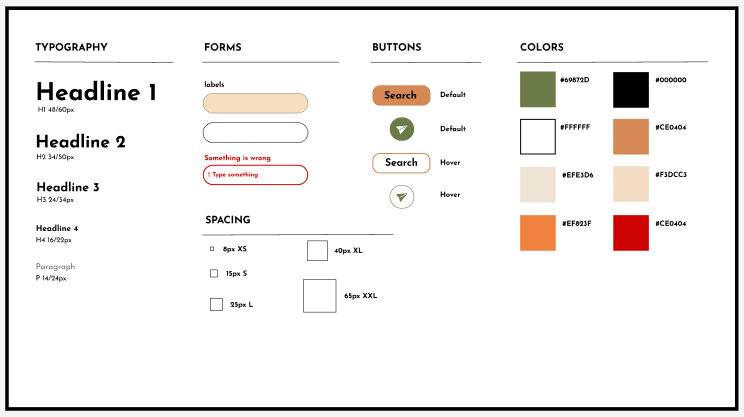 TYPOGRAPHY
Headline 1
H1 48/60px
Headline 2
H2 34/50px
Headline 3
H3 24/34px
Headline 4
H4 16/22px
Paragraph
P 14/24px
FORMS
labels
Something is wrong
! Type something
SPACING
8px XS
15px S
25px L
40px XL
65px XXL
BUTTONS
Search
Default
Default
Search
Hover
Hover
COLORS
#69872D
#000000
#FFFFFF
#CE0404
#EFE3D6
#F3DCC3
#EF823F
#CE0404